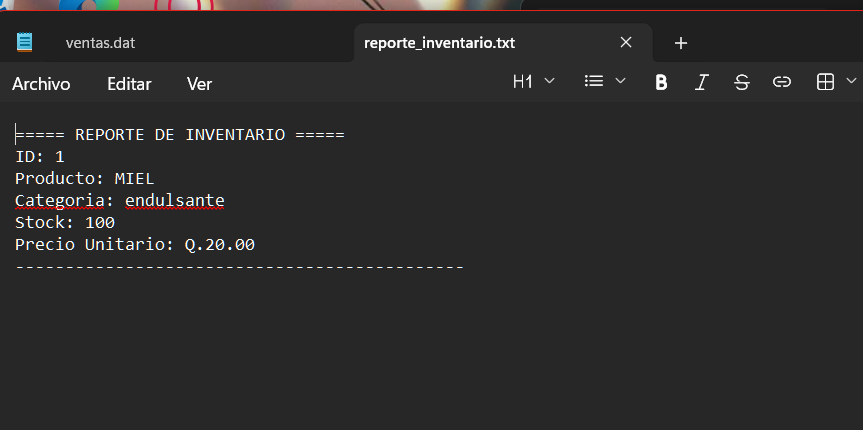 ventas.dat
reporte_inventario.txt
Archivo Editar Ver H1 B I S
===== REPORTE DE INVENTARIO =====
ID: 1
Producto: MIEL
Categoria: endulsante
Stock: 100
Precio Unitario: Q.20.00
---------------------------------------------